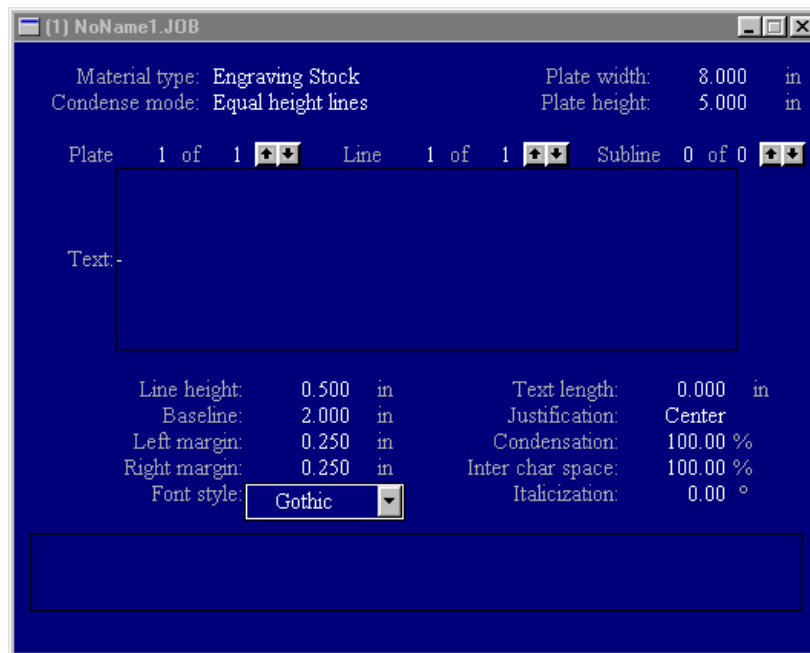 (1) NoName1.JOB
Material type: Engraving Stock Plate width: 8.000 in
Condense mode: Equal height lines Plate height: 5.000 in
Plate 1 of 1 Line 1 of 1 Subline 0 of 0
Text:-
Line height: 0.500 in Text length: 0.000 in
Baseline: 2.000 in Justification: Center
Left margin: 0.250 in Condensation: 100.00 %
Right margin: 0.250 in Inter char space: 100.00 %
Font style: Gothic Italicization: 0.00 °